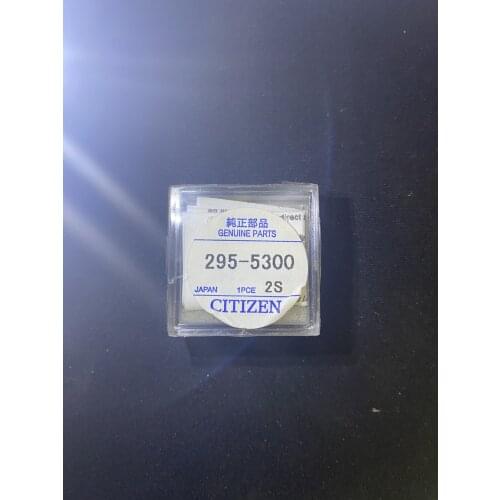 純正部品
GENUINE PARTS
295-5300
JAPAN 1PCE 2S
CITIZEN